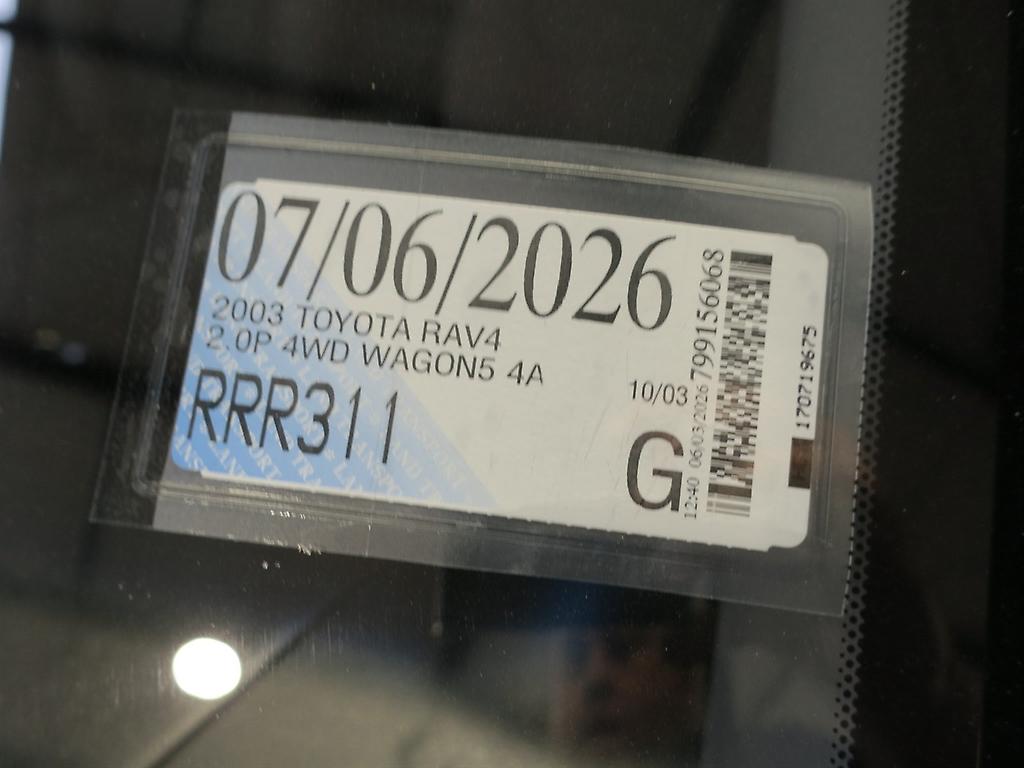 07/06/2026
2003 TOYOTA RAV4
2.0P 4WD WAGON5 4A
RRR311
10/03
G
12:40 06/03/2026 799156068
170719675